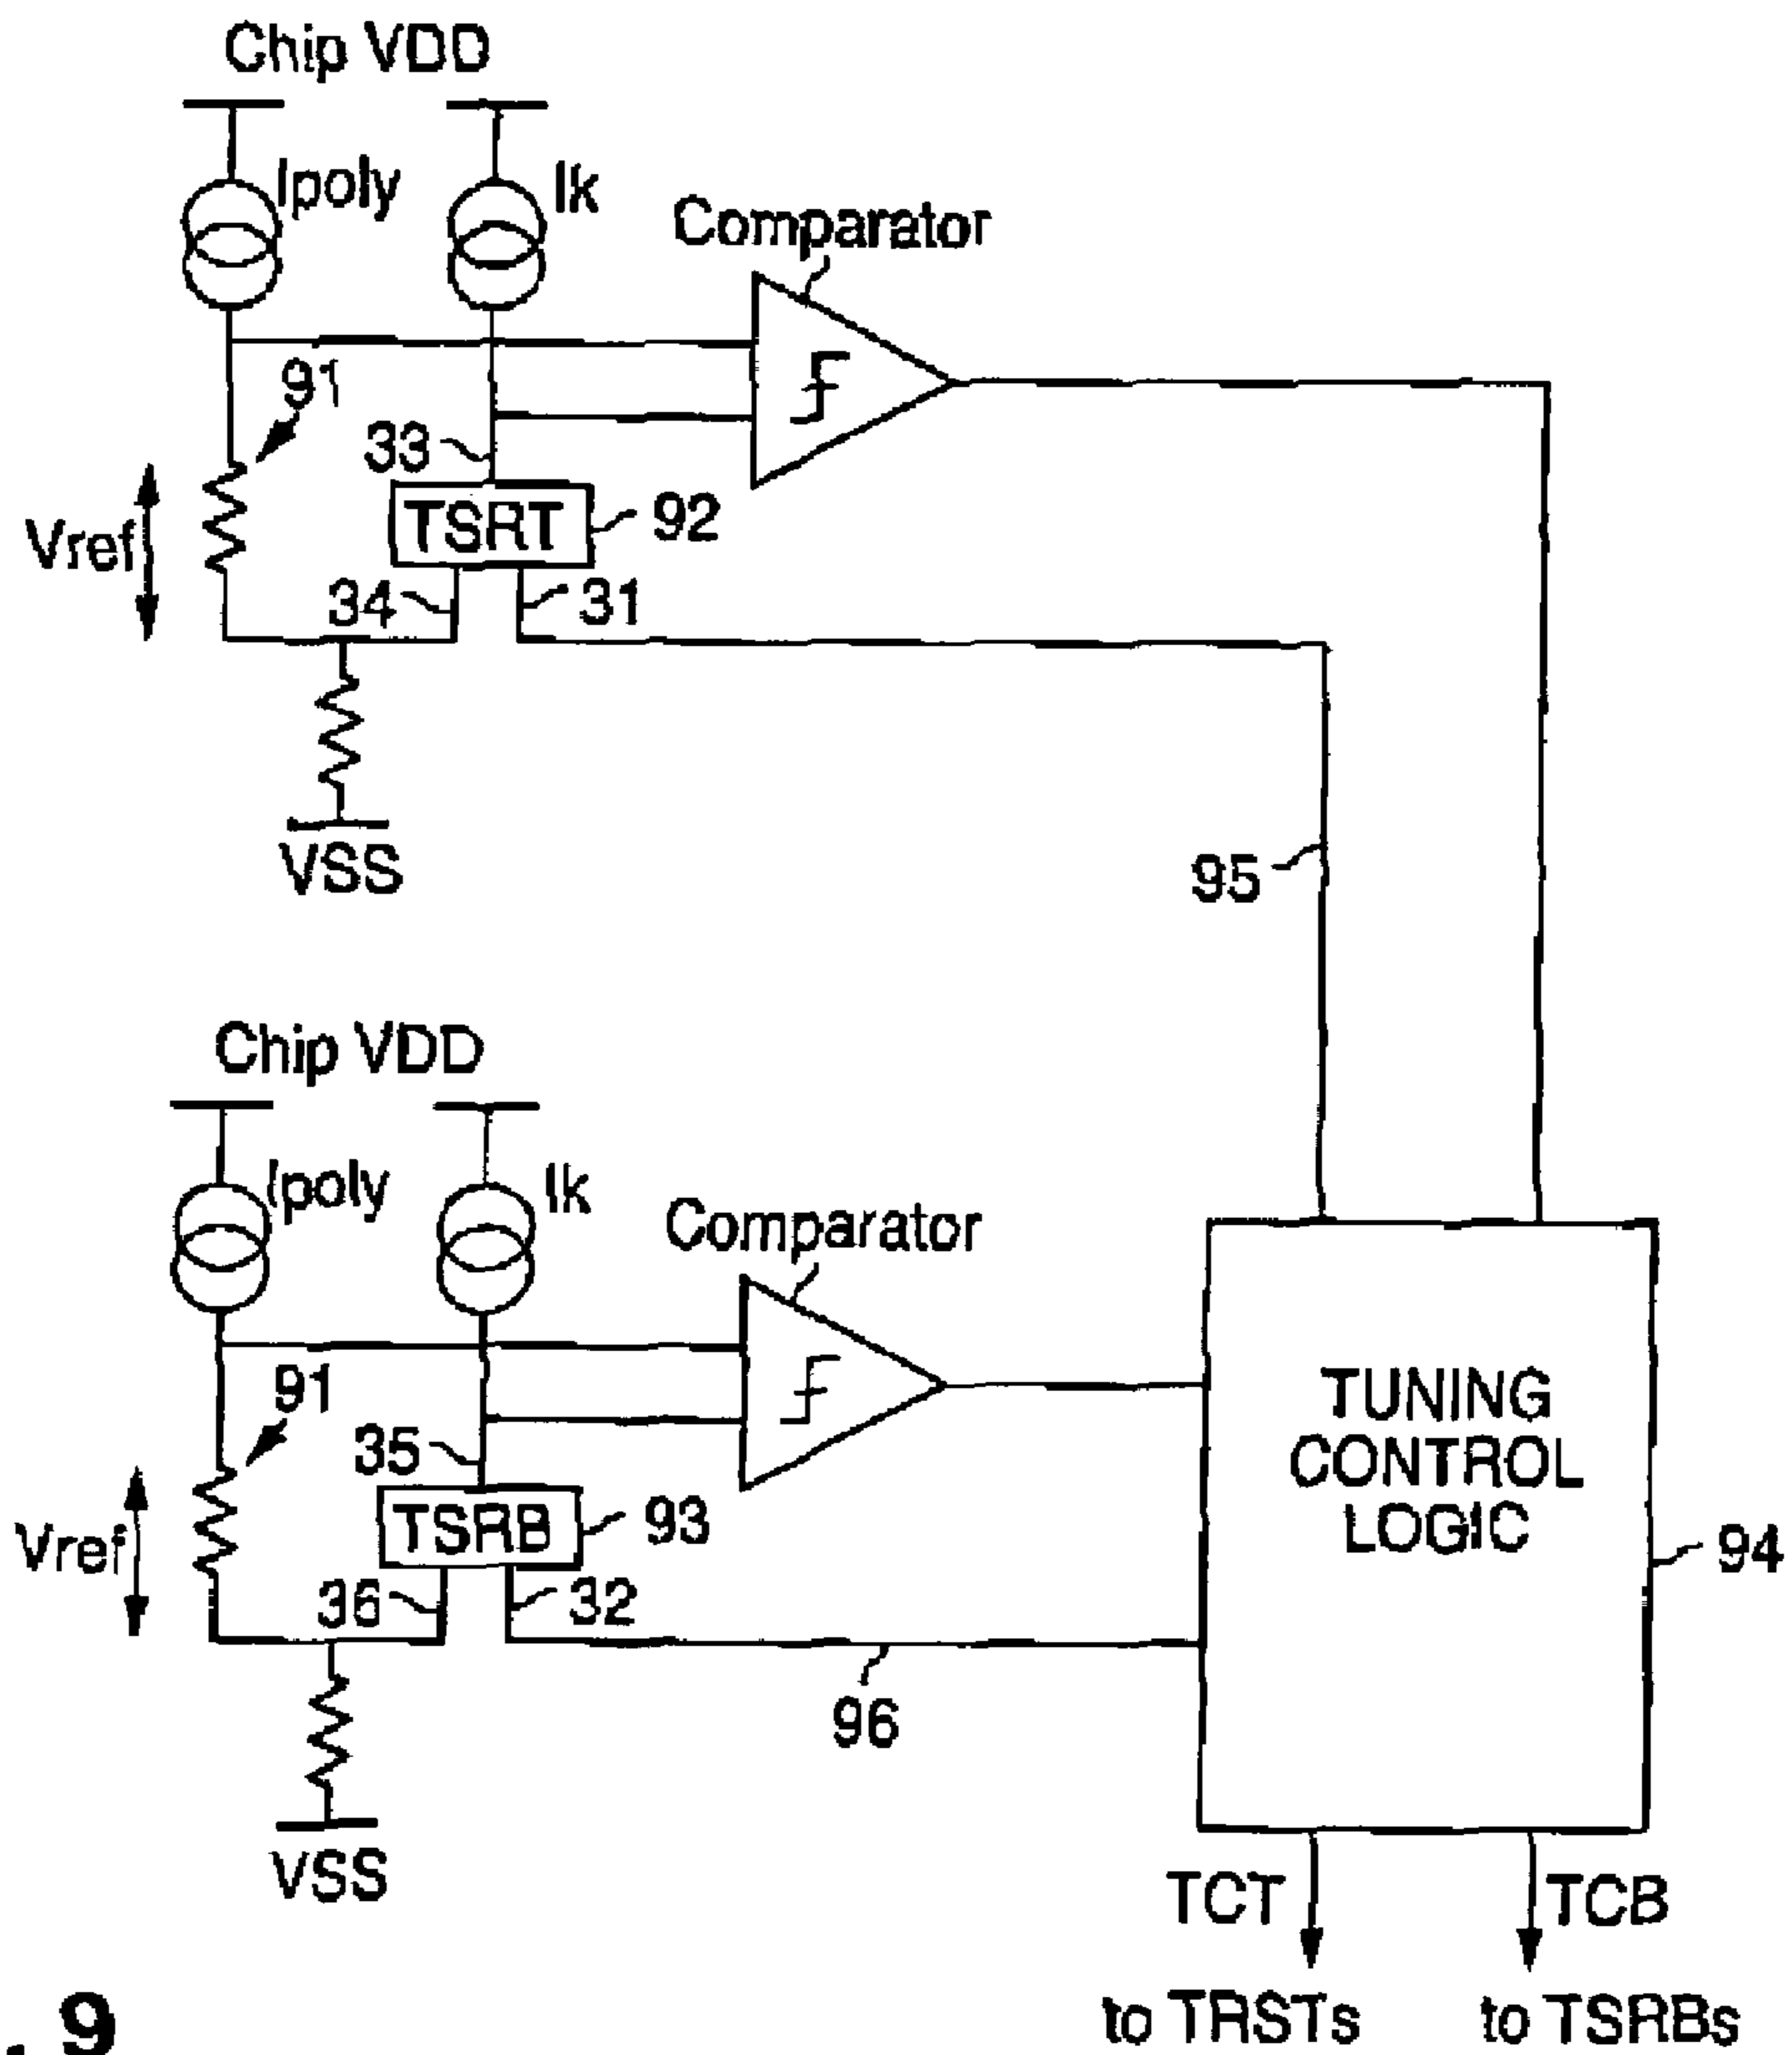 Chip VDD
Ipoly
Ik
Comparator
91
33
TSRT
92
Vref
34
31
VSS
95
Chip VDD
Ipoly
Ik
Comparator
91
35
TUNING
CONTROL
LOGIC
TSRB
93
94
Vref
36
32
96
VSS
TCT
TCB
to TRSTs
to TSRBs
. 9